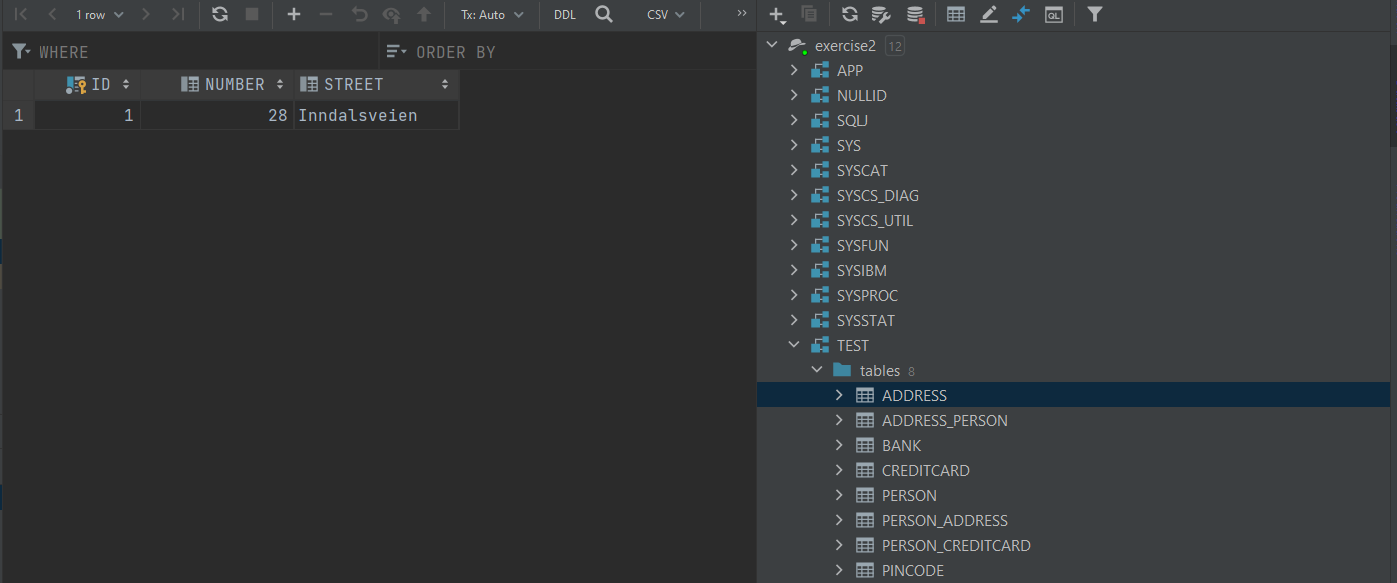 1 row Tx: Auto DDL CSV »
WHERE ORDER BY
ID NUMBER STREET
1 1 28 Inndalsveien
QL
exercise2 12
APP
NULLID
SQLJ
SYS
SYSCAT
SYSCS_DIAG
SYSCS_UTIL
SYSFUN
SYSIBM
SYSPROC
SYSSTAT
TEST
tables 8
ADDRESS
ADDRESS_PERSON
BANK
CREDITCARD
PERSON
PERSON_ADDRESS
PERSON_CREDITCARD
PINCODE